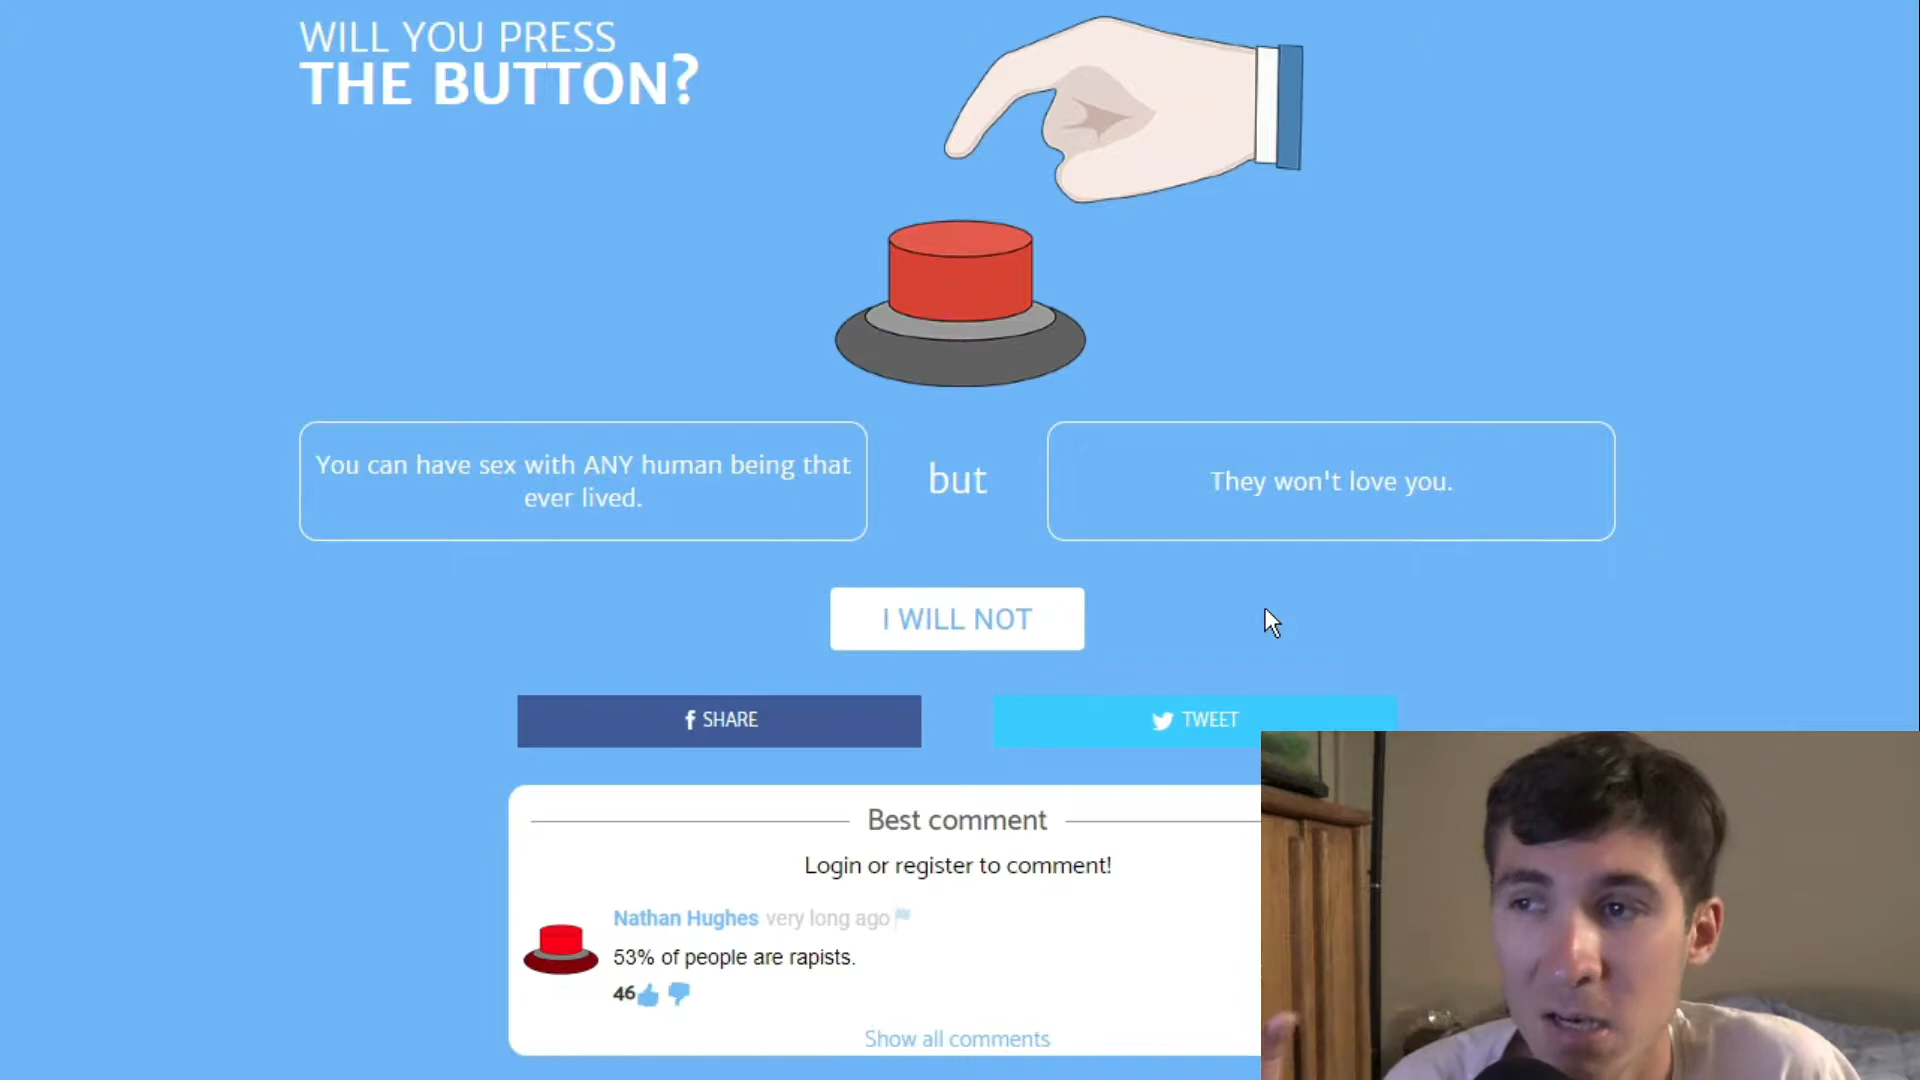 WILL YOU PRESS
THE BUTTON?
You can have sex with ANY human being that
ever lived.
but
They won't love you.
I WILL NOT
SHARE
TWEET
Best comment
Login or register to comment!
Nathan Hughes very long ago
53% of people are rapists.
46
Show all comments